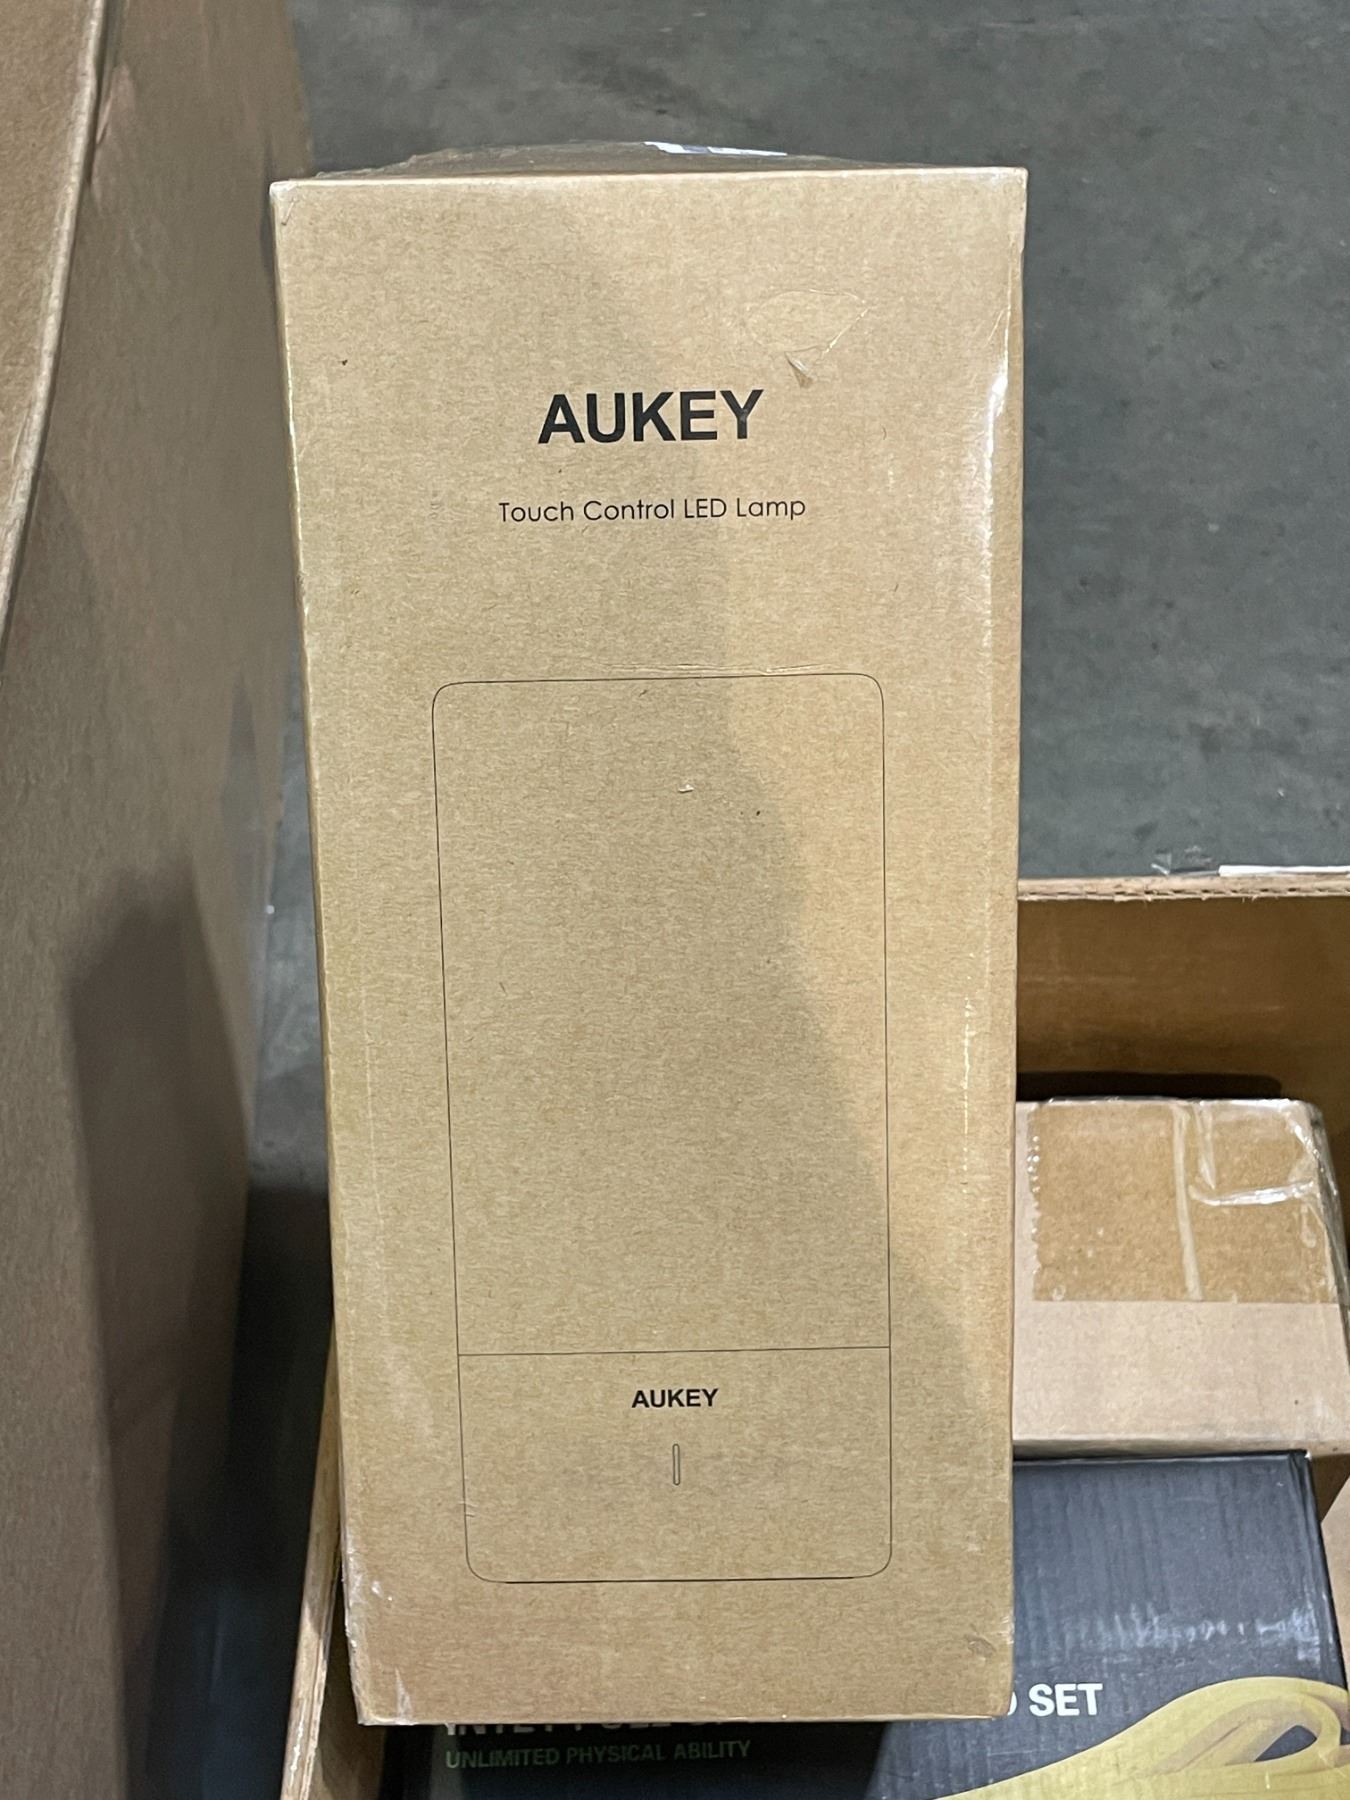 AUKEY
Touch Control LED Lamp
AUKEY
SET
UNLIMITED PHYSICAL ABILITY